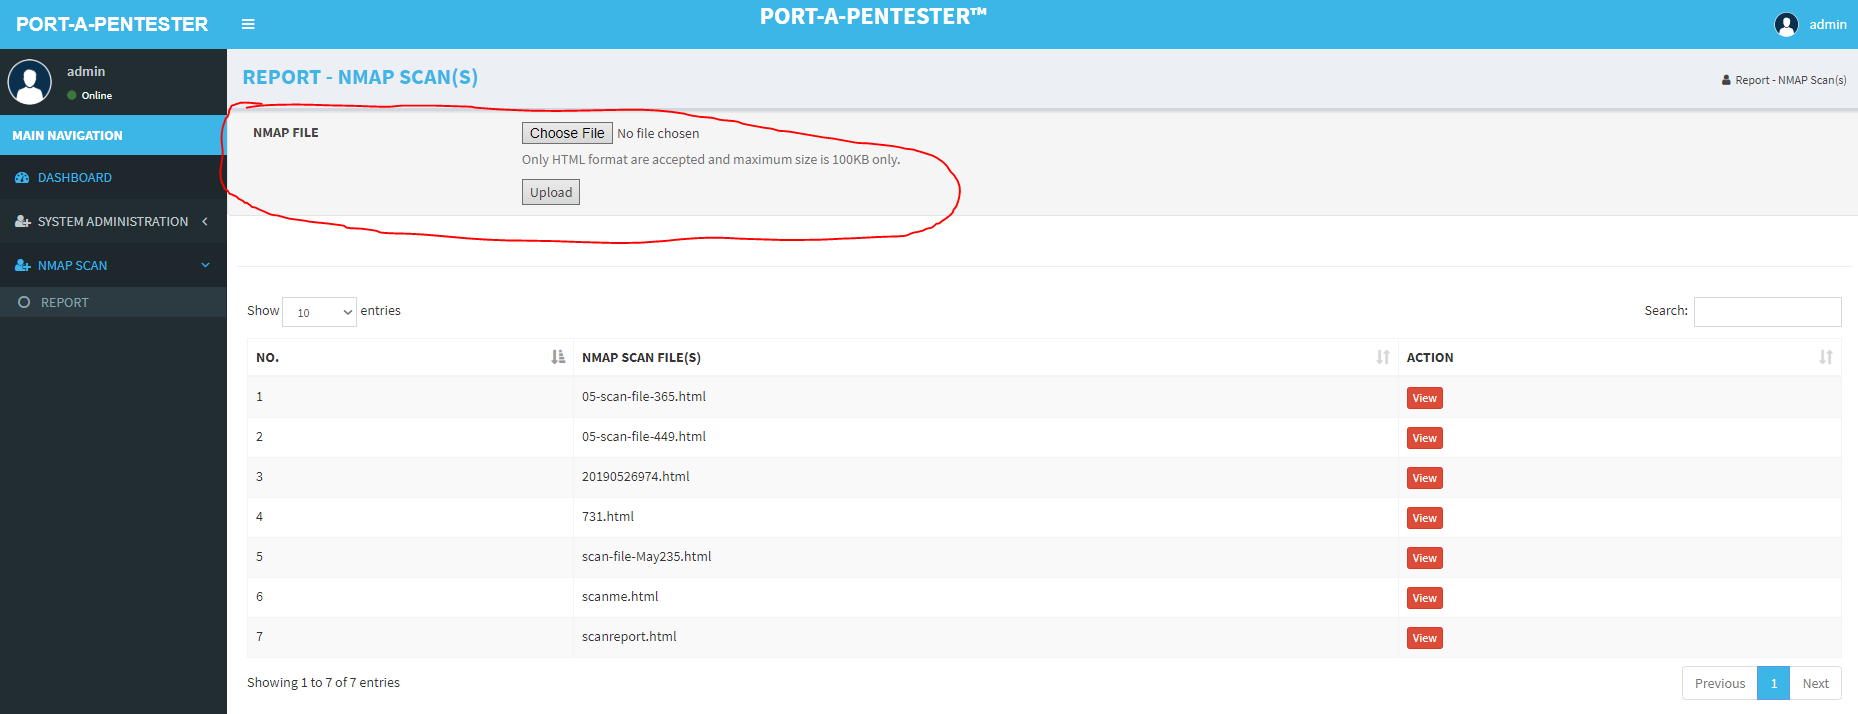 PORT-A-PENTESTER
PORT-A-PENTESTER™
admin
admin
Online
REPORT - NMAP SCAN(S)
Report - NMAP Scan(s)
MAIN NAVIGATION
DASHBOARD
SYSTEM ADMINISTRATION
NMAP SCAN
REPORT
NMAP FILE
Choose File No file chosen
Only HTML format are accepted and maximum size is 100KB only.
Upload
Show 10 entries
Search:
NO. NMAP SCAN FILE(S) ACTION
1 05-scan-file-365.html View
2 05-scan-file-449.html View
3 20190526974.html View
4 731.html View
5 scan-file-May235.html View
6 scanme.html View
7 scanreport.html View
Showing 1 to 7 of 7 entries
Previous 1 Next